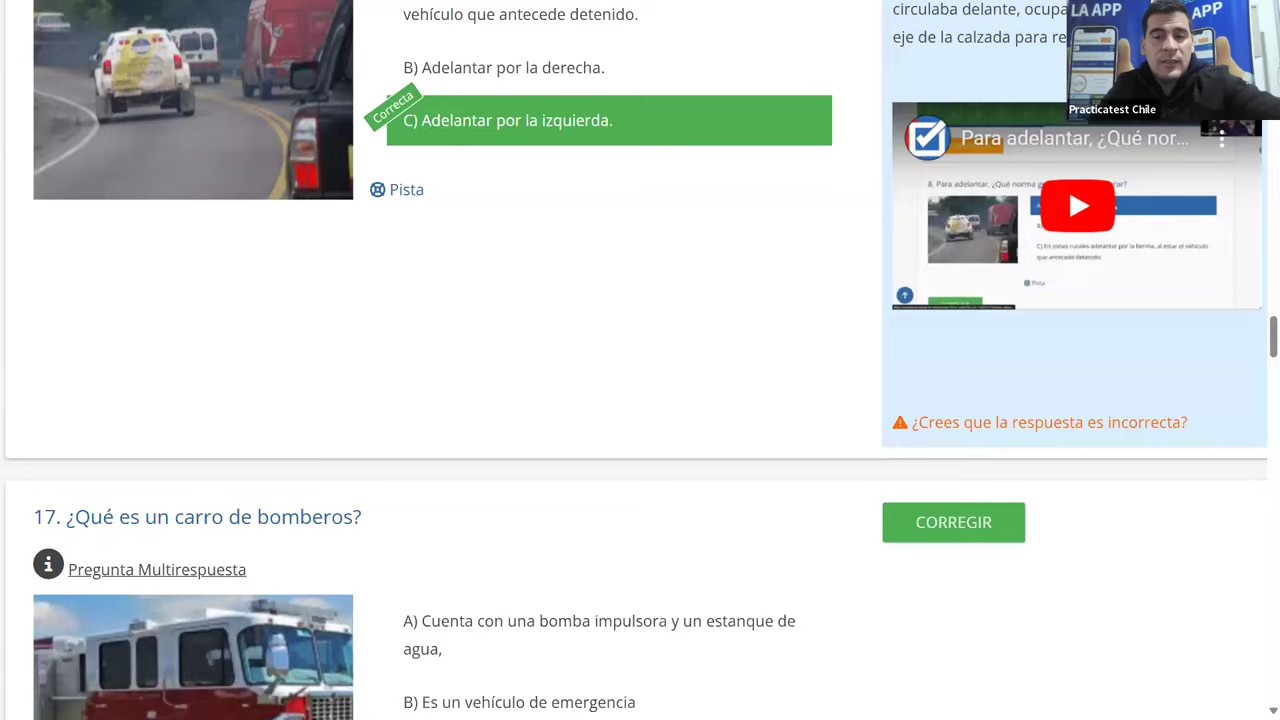 vehículo que antecede detenido.
B) Adelantar por la derecha.
Correcta
C) Adelantar por la izquierda.
Pista
circulaba delante, ocupa
eje de la calzada para re
LA APP
APP
Practicatest Chile
Para adelantar, ¿Qué nor...
8. Para adelantar, ¿Qué norma
rar?
C) En zonas rurales adelantar por la berma, al estar el vehículo
que antecede detenido.
Pista
¿Crees que la respuesta es incorrecta?
17. ¿Qué es un carro de bomberos?
CORREGIR
Pregunta Multirespuesta
A) Cuenta con una bomba impulsora y un estanque de
agua,
B) Es un vehículo de emergencia